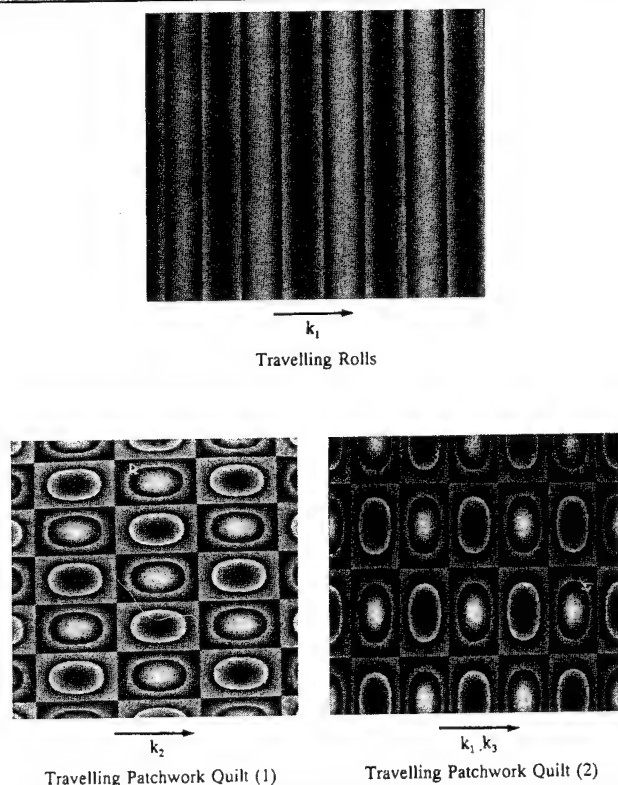 k₁
Travelling Rolls
k₂
k₁.k₃
Travelling Patchwork Quilt (1)
Travelling Patchwork Quilt (2)